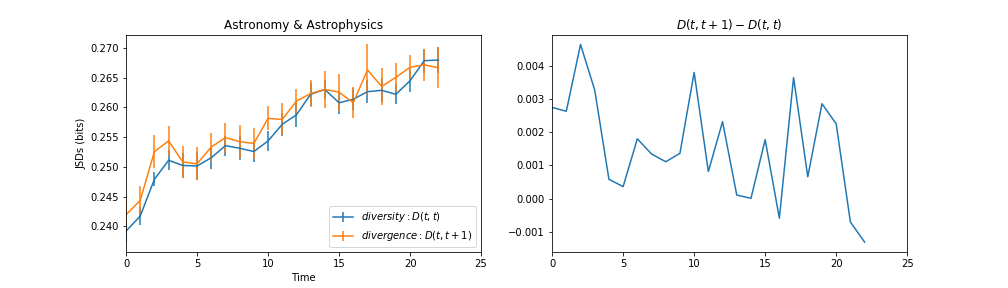 Astronomy & Astrophysics
JSDs (bits)
0.270
0.265
0.260
0.255
0.250
0.245
0.240
diversity: D(t, t)
divergence: D(t, t + 1)
0 5 10 15 20 25
Time
D(t, t + 1) − D(t, t)
0.004
0.003
0.002
0.001
0.000
−0.001
0 5 10 15 20 25